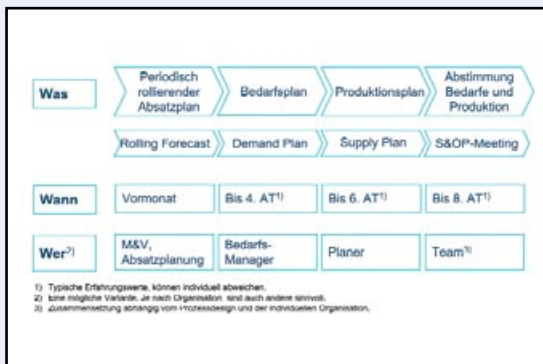 Was
Periodisch
rollierender
Absatzplan
Bedarfsplan
Produktionsplan
Abstimmung
Bedarfe und
Produktion
Rolling Forecast
Demand Plan
Supply Plan
S&OP-Meeting
Wann
Vormonat
Bis 4. AT1)
Bis 6. AT1)
Bis 8. AT1)
Wer2)
M&V,
Absatzplanung
Bedarfs-
Manager
Planer
Team3)
1) Typische Erfahrungswerte, können individuell abweichen.
2) Eine mögliche Variante. Je nach Organisation sind auch andere sinnvoll.
3) Zusammensetzung abhängig vom Prozessdesign und der individuellen Organisation.